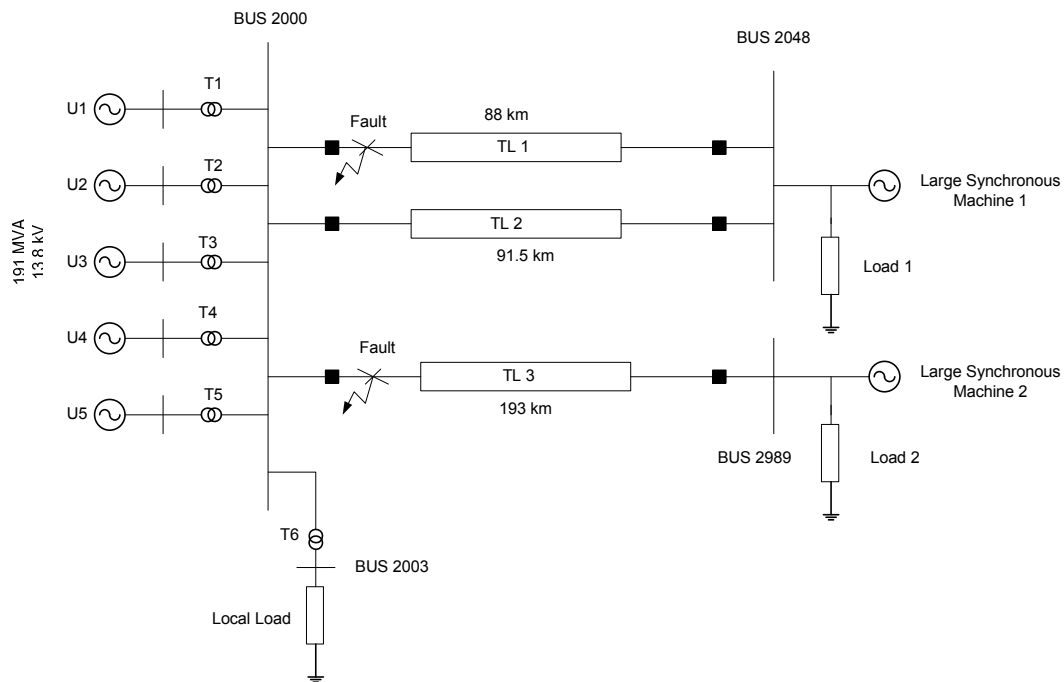 BUS 2000
BUS 2048
T1
U1
88 km
Fault
TL 1
T2
U2
Large Synchronous
Machine 1
TL 2
91.5 km
T3
U3
191 MVA
13.8 kV
Load 1
T4
U4
Fault
TL 3
193 km
Large Synchronous
Machine 2
T5
U5
BUS 2989
Load 2
T6
BUS 2003
Local Load